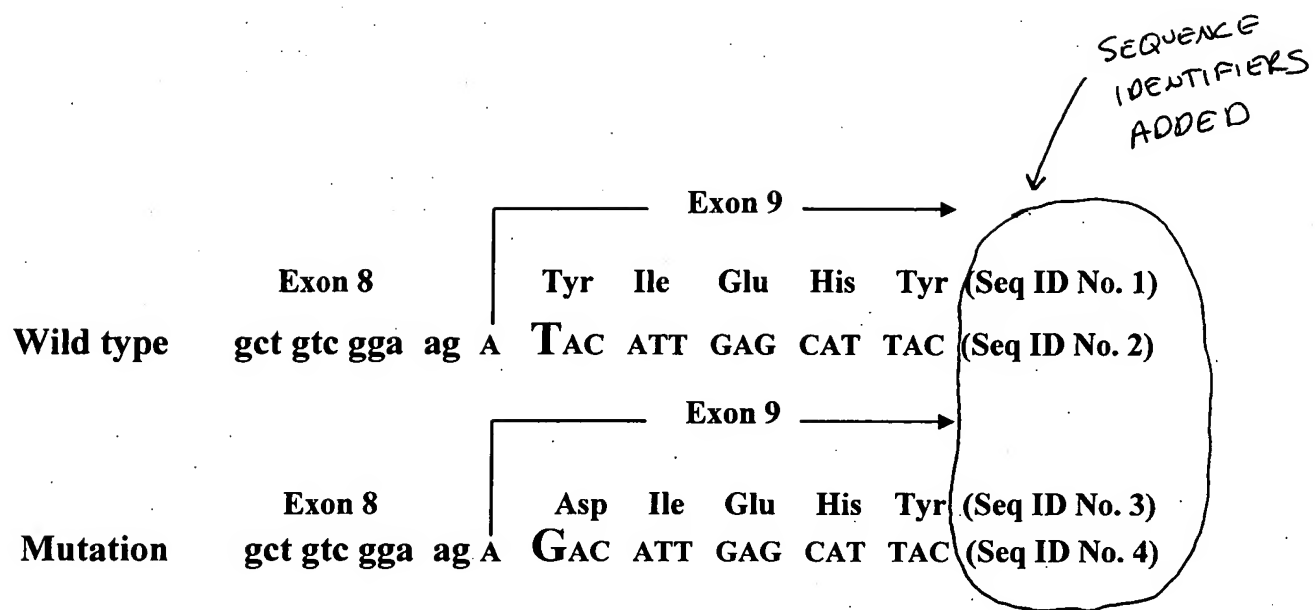 SEQUENCE
IDENTIFIERS
ADDED
Exon 9
Exon 8 Tyr Ile Glu His Tyr (Seq ID No. 1)
Wild type gct gtc gga ag A TAC ATT GAG CAT TAC (Seq ID No. 2)
Exon 9
Exon 8 Asp Ile Glu His Tyr (Seq ID No. 3)
Mutation gct gtc gga ag A GAC ATT GAG CAT TAC (Seq ID No. 4)